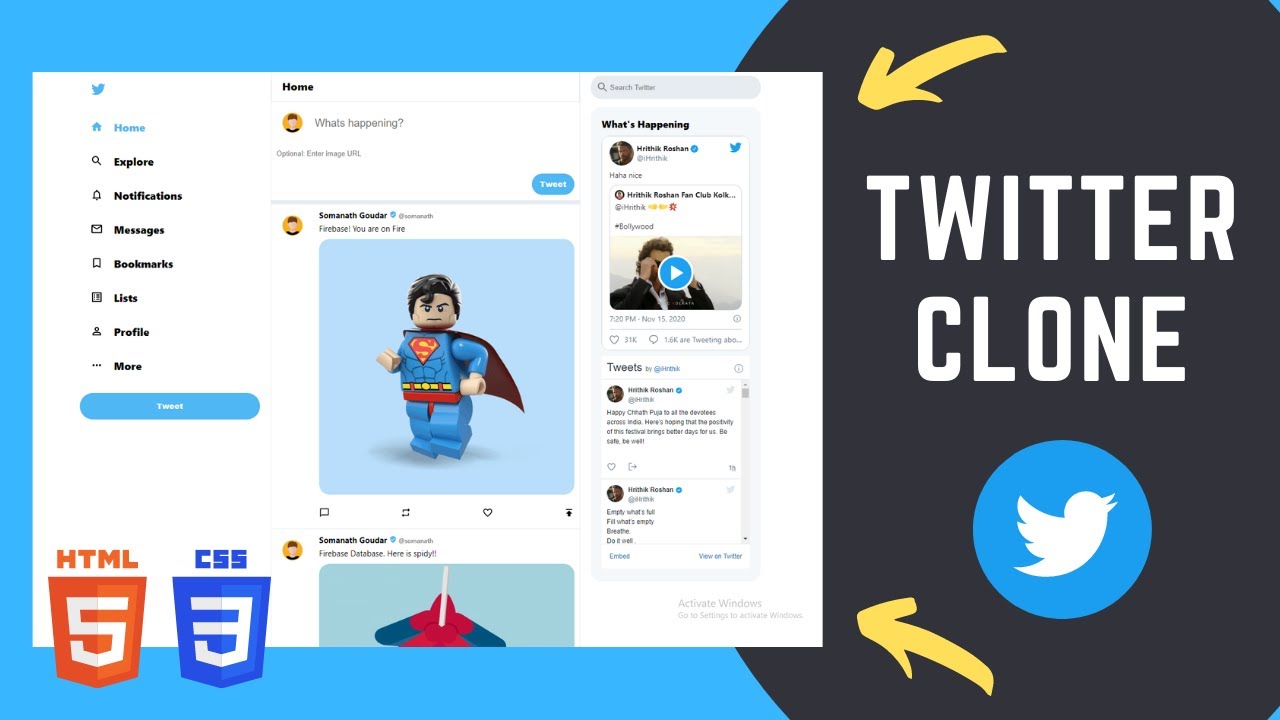 Home
Explore
Notifications
Messages
Bookmarks
Lists
Profile
More
Tweet
HTML
5
CSS
3
Home
Whats happening?
Optional: Enter image URL
Tweet
Somanath Goudar @somanath
Firebase! You are on Fire
Somanath Goudar @somanath
Firebase Database. Here is spidy!!
Search Twitter
What's Happening
Hrithik Roshan
@iHrithik
Haha nice
Hrithik Roshan Fan Club Kolk...
@iHrithik 🤜🤛💥
#Bollywood
7:20 PM - Nov 15, 2020
31K 1.6K are Tweeting abo...
Tweets by @iHrithik
Hrithik Roshan
@iHrithik
Happy Chhath Puja to all the devotees
across India. Here's hoping that the positivity
of this festival brings better days for us. Be
safe, be well!
1h
Hrithik Roshan
@iHrithik
Empty what's full
Fill what's empty
Breathe.
Do it well .
Embed View on Twitter
Activate Windows
Go to Settings to activate Windows.
TWITTER
CLONE